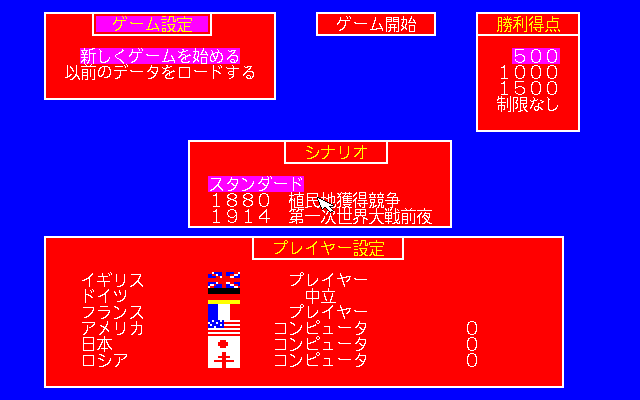 ゲーム設定
新しくゲームを始める
以前のデータをロードする
ゲーム開始
勝利得点
500
1000
1500
制限なし
シナリオ
スタンダード
1880 植民地獲得競争
1914 第一次世界大戦前夜
プレイヤー設定
イギリス プレイヤー
ドイツ 中立
フランス プレイヤー
アメリカ コンピュータ 0
日本 コンピュータ 0
ロシア コンピュータ 0